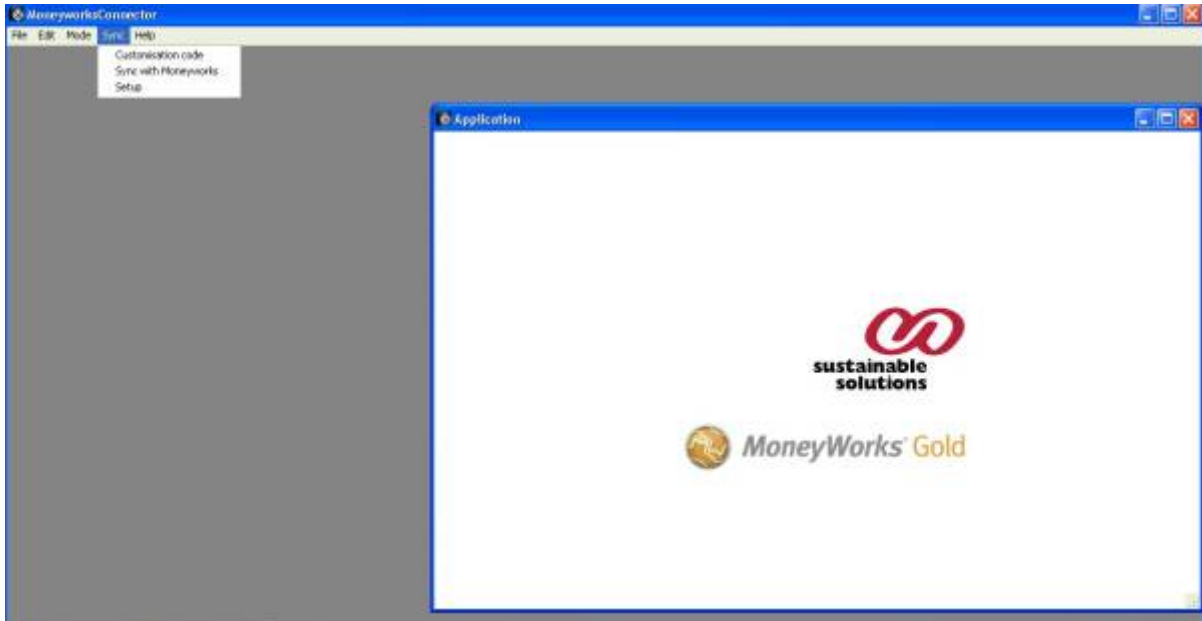 MoneyworksConnector
File Edit Mode Sync Help
Customisation code
Sync with Moneyworks
Setup
Application
sustainable
solutions
MoneyWorks Gold